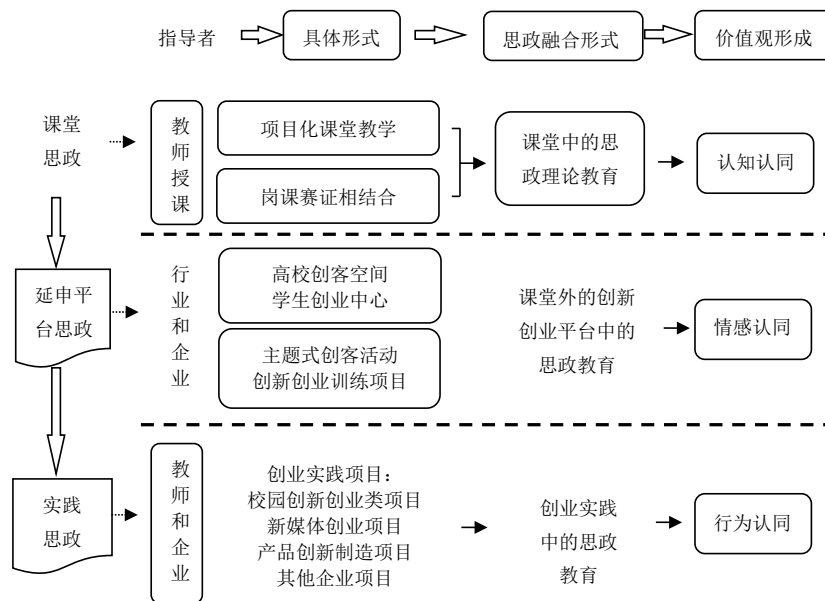 指导者
具体形式
思政融合形式
价值观形成
课堂
思政
教
师
授
课
项目化课堂教学
岗课赛证相结合
课堂中的思
政理论教育
认知认同
延申平
台思政
行
业
和
企
业
高校创客空间
学生创业中心
主题式创客活动
创新创业训练项目
课堂外的创新
创业平台中的
思政教育
情感认同
实践
思政
教
师
和
企
业
创业实践项目：
校园创新创业类项目
新媒体创业项目
产品创新制造项目
其他企业项目
创业实践
中的思政
教育
行为认同